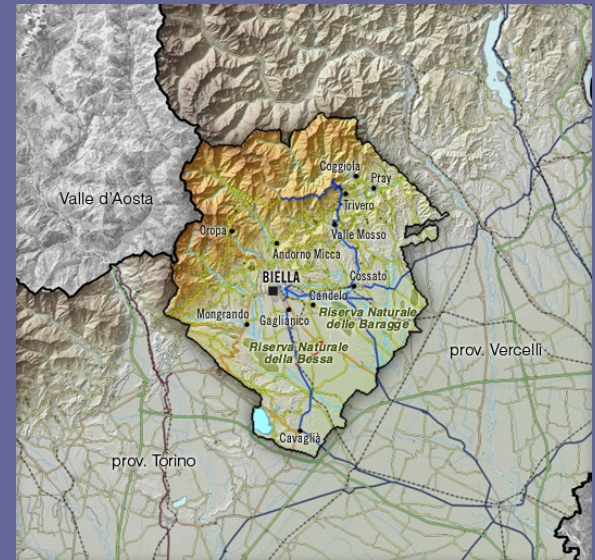 Coggiola
Pray
Valle d'Aosta
Trivero
Oropa
Valle Mosso
Andorno Micca
BIELLA
Cossato
Candelo
Mongrando
Gaglianico
Riserva Naturale
delle Baragge
Riserva Naturale
della Bessa
prov. Vercelli
Cavaglià
prov. Torino